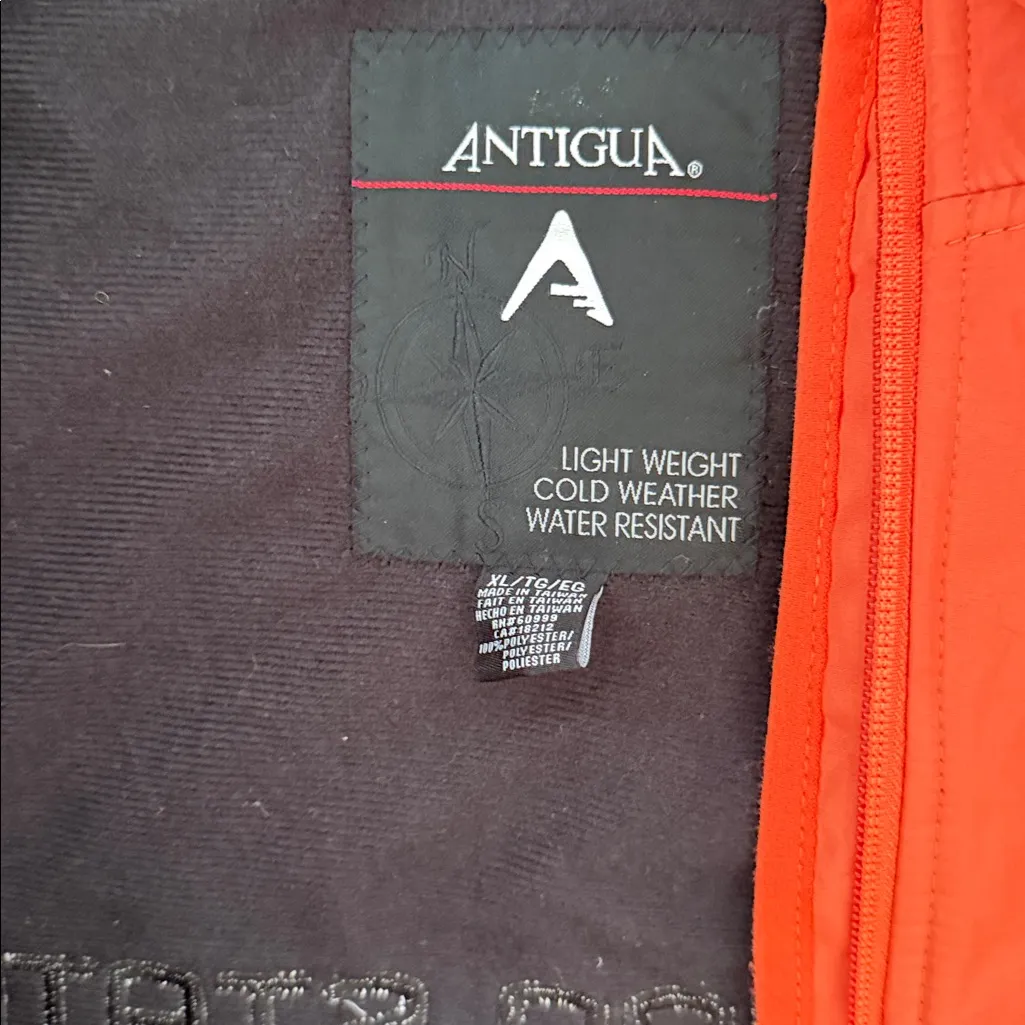 ANTIGUA®
N
E
LIGHT WEIGHT
COLD WEATHER
WATER RESISTANT
S
XL/TG/EG
MADE IN TAIWAN
FAIT EN TAIWAN
HECHO EN TAIWAN
RN#60999
CA#18212
100%POLYESTER/
POLYESTER/
POLIESTER